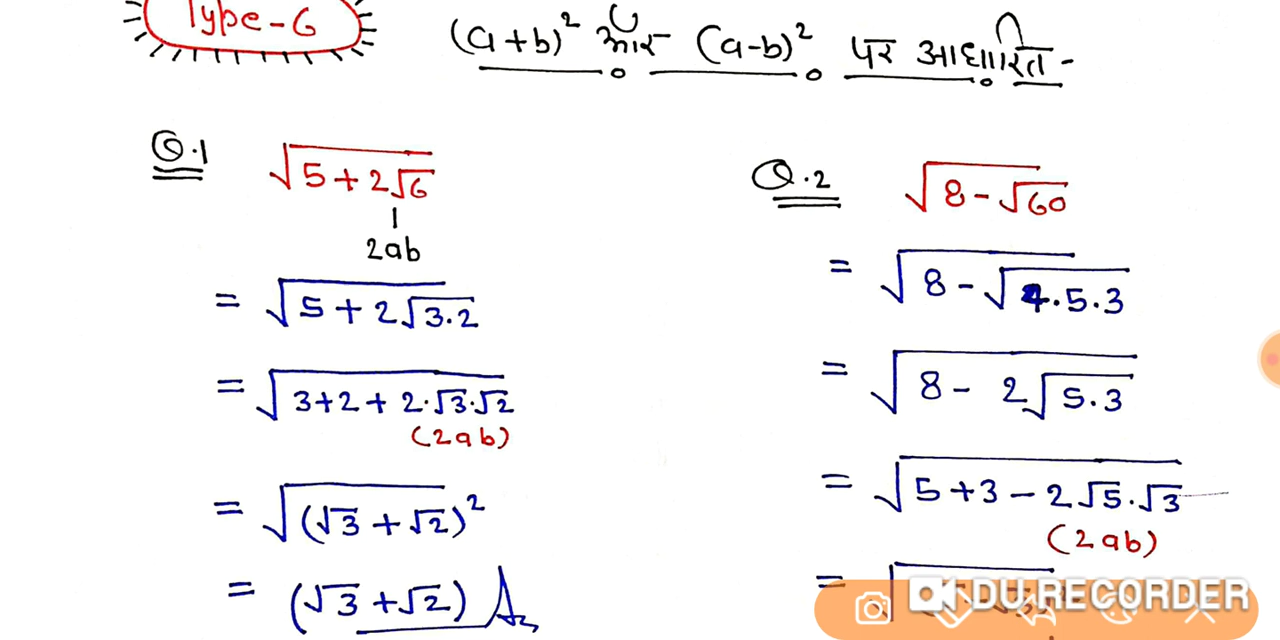 Type-6
(a+b)² और (a-b)² पर आधारित-
Q.1 √(5+2√6)
2ab
= √(5+2√(3·2))
= √(3+2+2·√3·√2)
(2ab)
= √((√3+√2)²)
= (√3+√2) Ans
Q.2 √(8-√60)
= √(8-√(4·5·3))
= √(8-2√(5·3))
= √(5+3-2√5·√3)
(2ab)
=
DU RECORDER